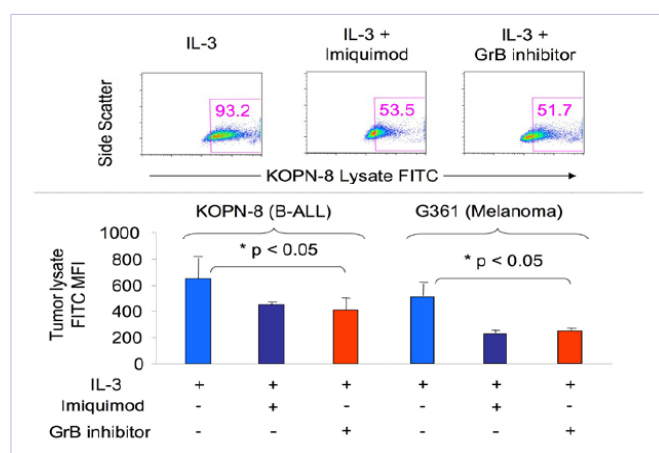 IL-3
IL-3 +
Imiquimod
IL-3 +
GrB inhibitor
Side Scatter
93.2
53.5
51.7
KOPN-8 Lysate FITC
KOPN-8 (B-ALL)
G361 (Melanoma)
* p < 0.05
* p < 0.05
Tumor lysate
FITC MFI
1000
800
600
400
200
0
IL-3 + + + + + +
Imiquimod - + - - + -
GrB inhibitor - - + - - +